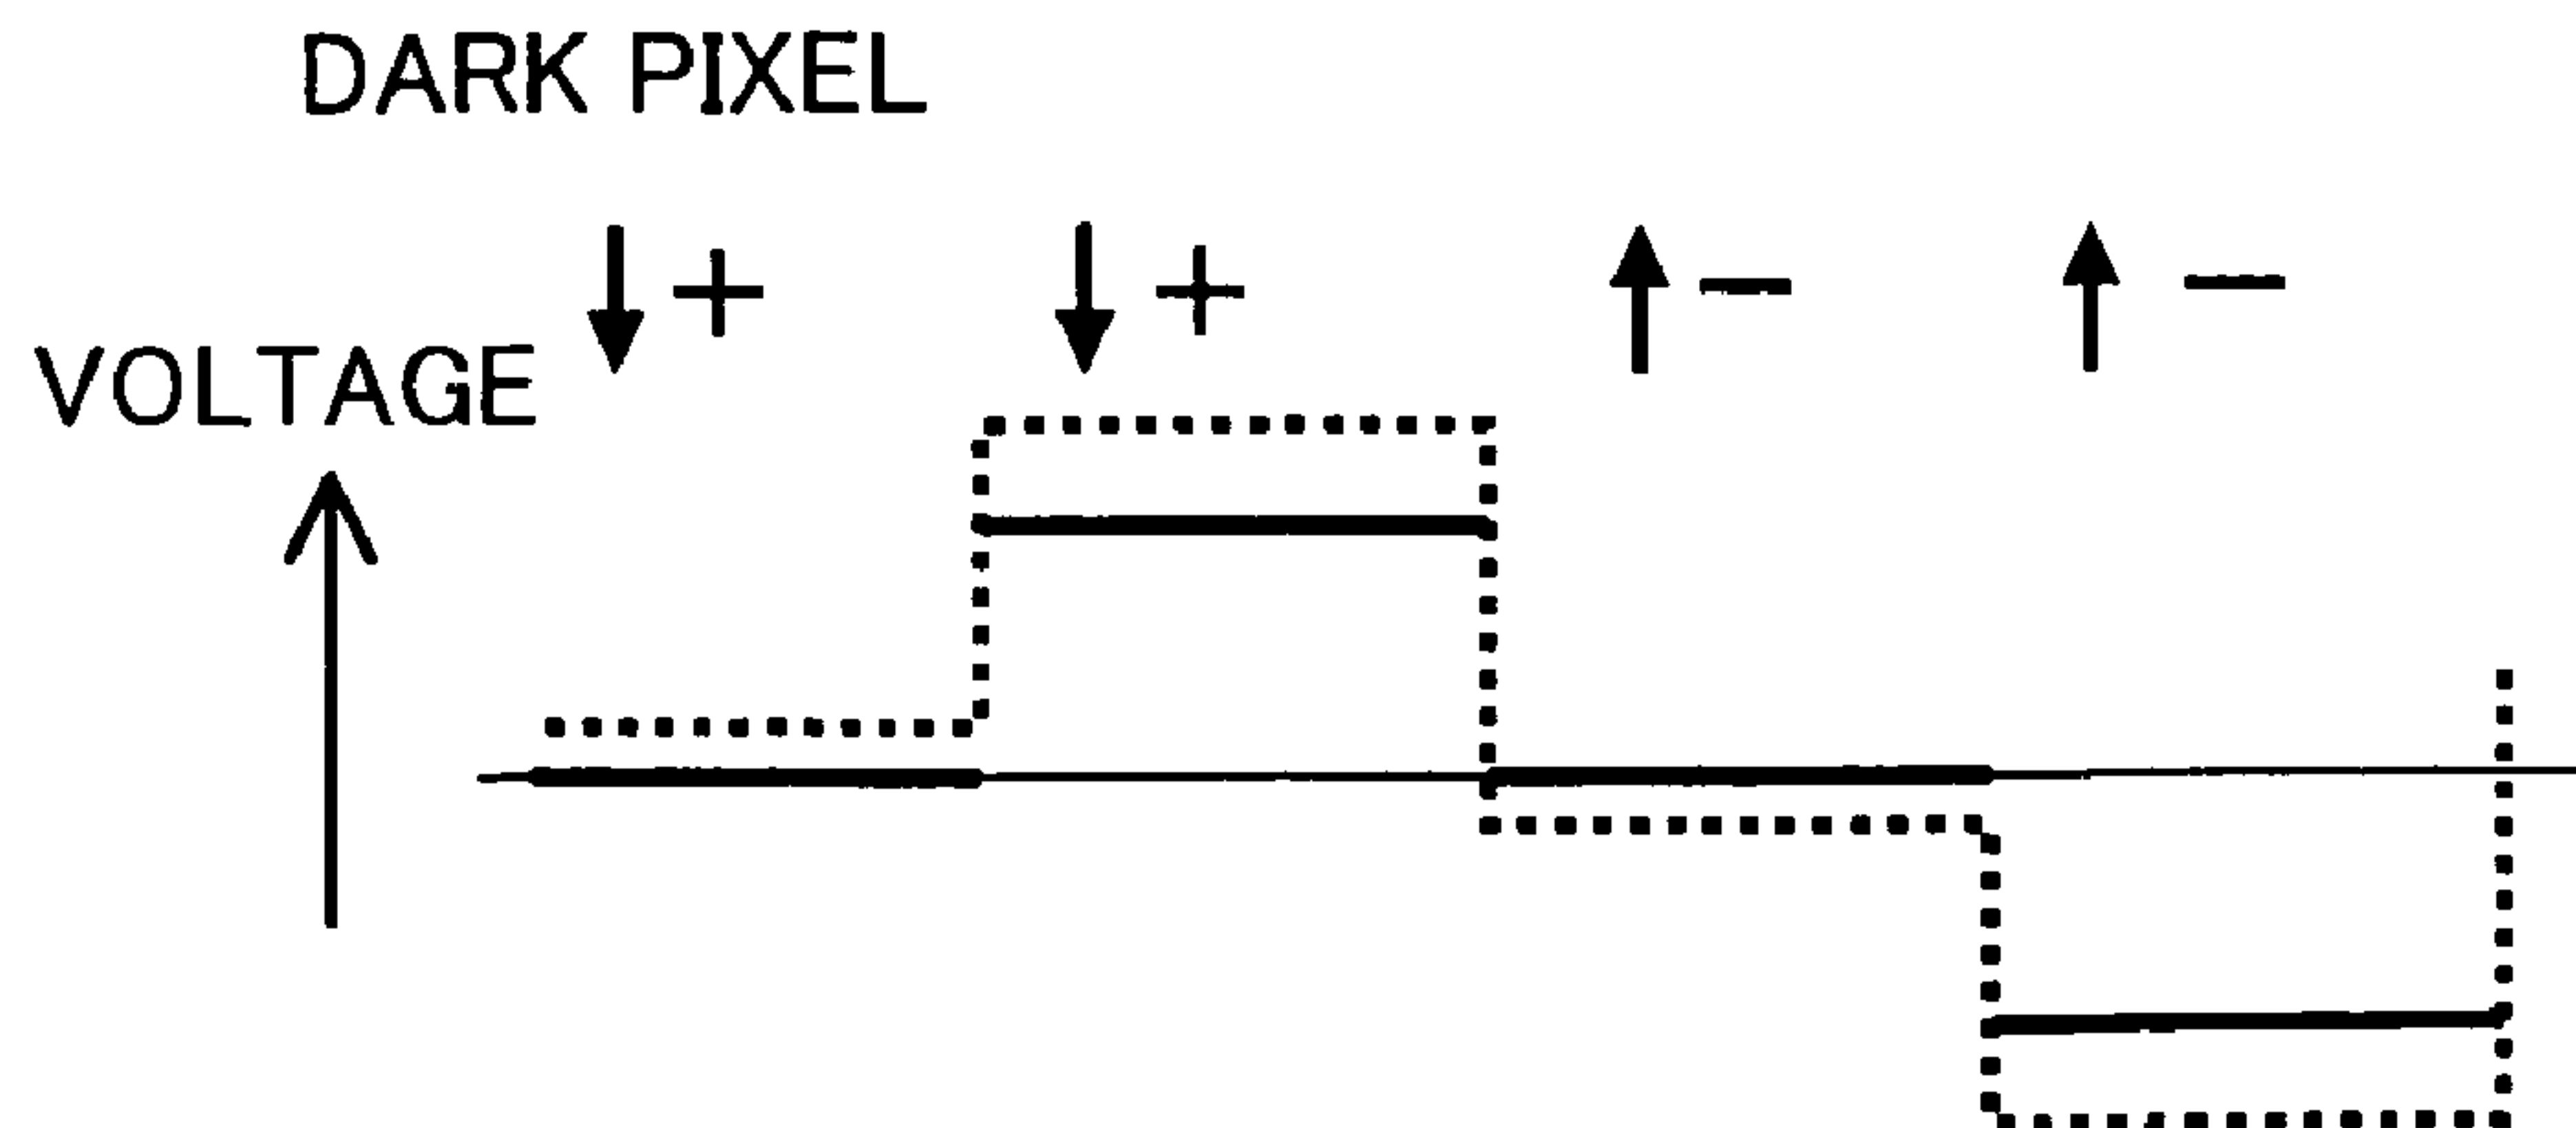 DARK PIXEL
+ + − −
VOLTAGE